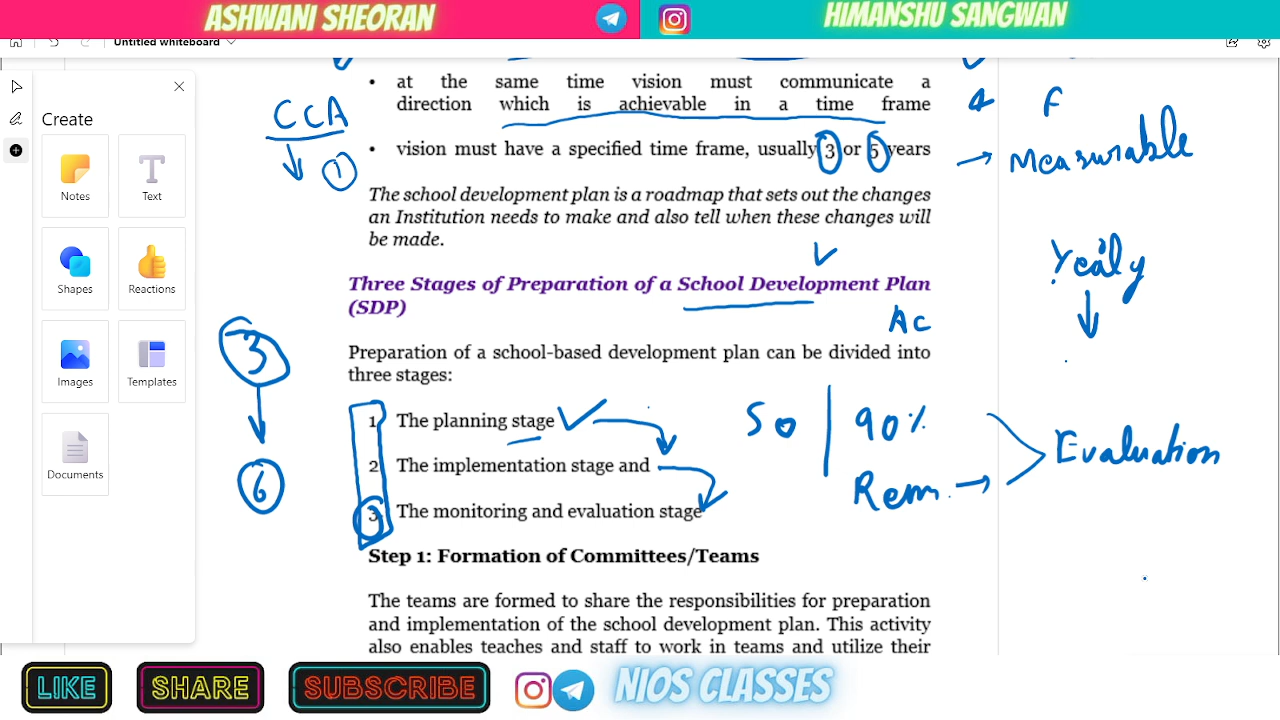 ASHWANI SHEORAN
HIMANSHU SANGWAN
Untitled whiteboard
Create
Notes
Text
Shapes
Reactions
Images
Templates
Documents
• at the same time vision must communicate a
direction which is achievable in a time frame
• vision must have a specified time frame, usually 3 or 5 years
The school development plan is a roadmap that sets out the changes
an Institution needs to make and also tell when these changes will
be made.
Three Stages of Preparation of a School Development Plan
(SDP)
Preparation of a school-based development plan can be divided into
three stages:
1. The planning stage
2. The implementation stage and
3. The monitoring and evaluation stage
Step 1: Formation of Committees/Teams
The teams are formed to share the responsibilities for preparation
and implementation of the school development plan. This activity
also enables teaches and staff to work in teams and utilize their
CCA
1
3
6
AC
90%
Rem
F
Measurable
Yealy
Evaluation
LIKE
SHARE
SUBSCRIBE
NIOS CLASSES